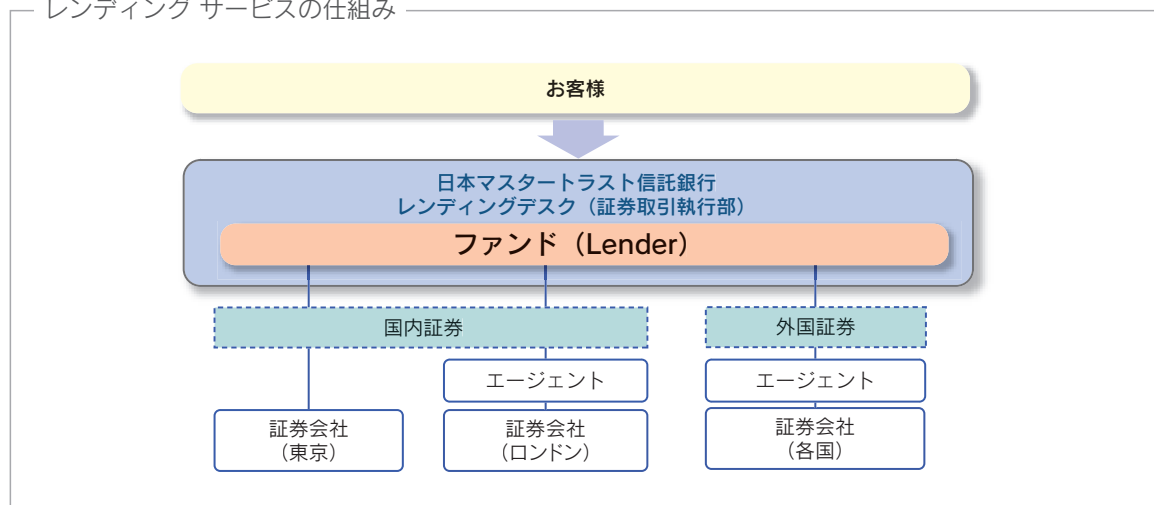 レンディング サービスの仕組み
お客様
日本マスタートラスト信託銀行
レンディングデスク（証券取引執行部）
ファンド（Lender）
国内証券
外国証券
エージェント
エージェント
証券会社
（東京）
証券会社
（ロンドン）
証券会社
（各国）